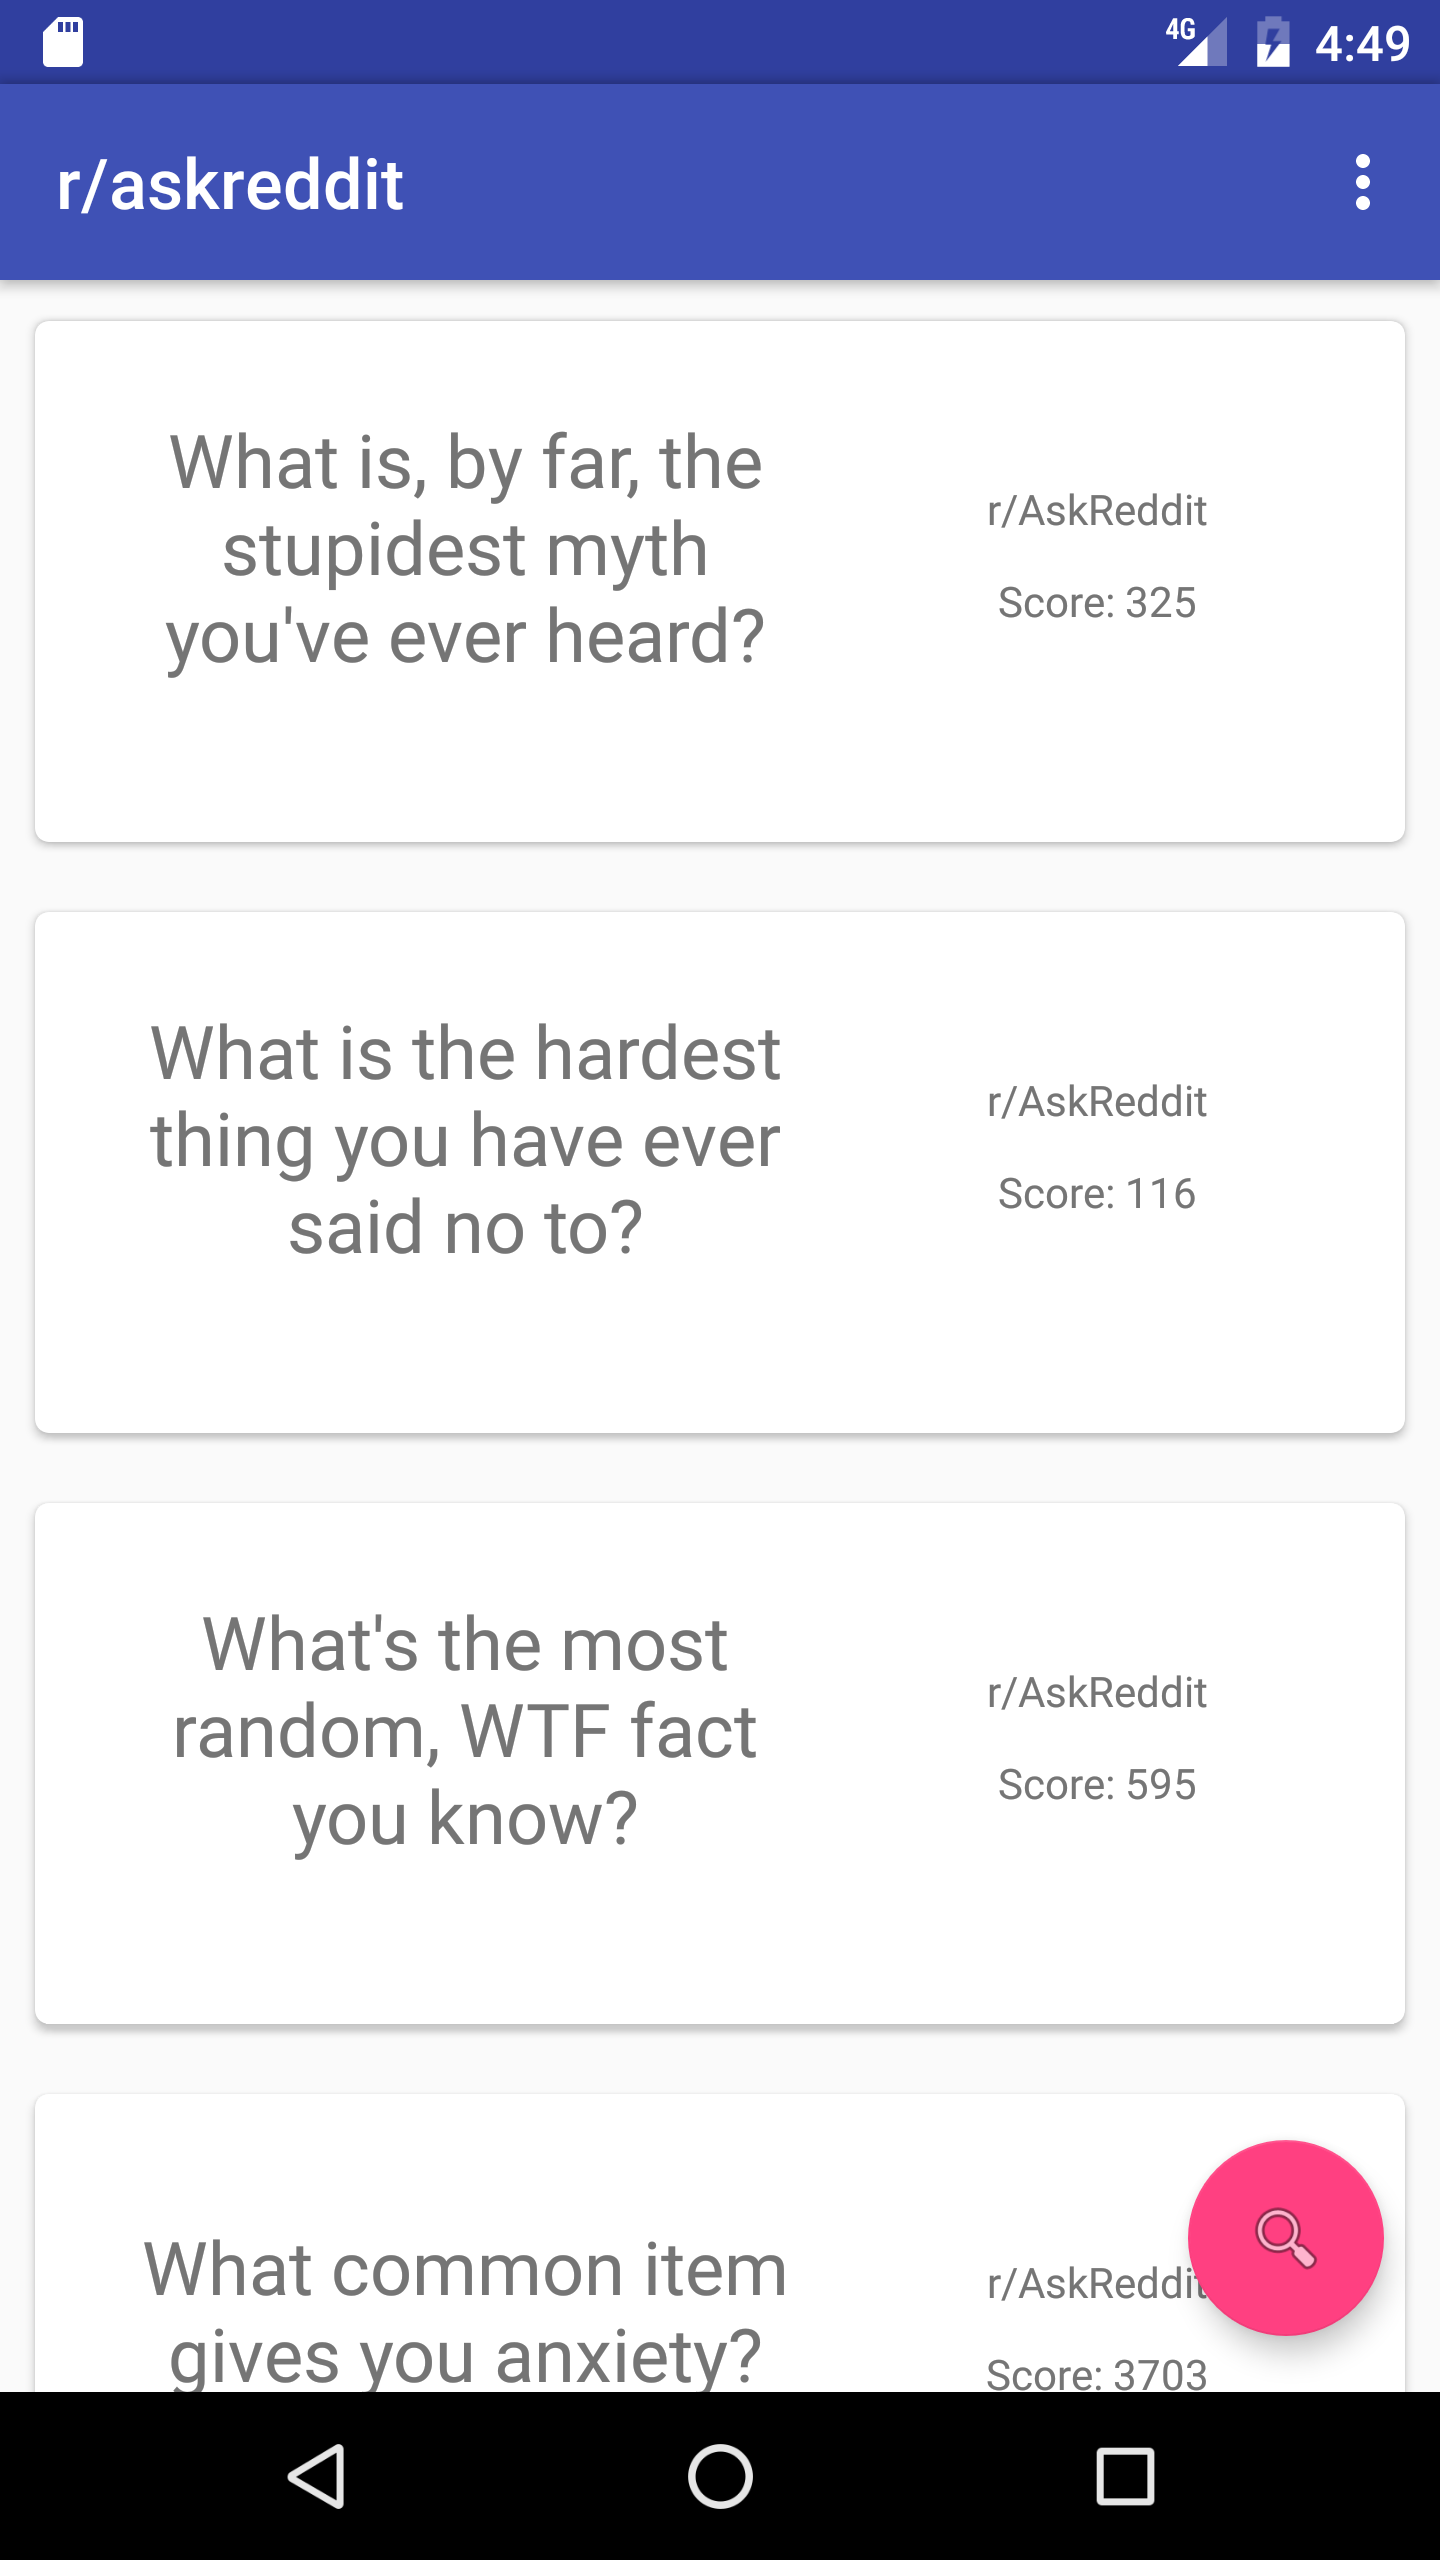 4G 4:49
r/askreddit
What is, by far, the
stupidest myth
you've ever heard?
r/AskReddit
Score: 325
What is the hardest
thing you have ever
said no to?
r/AskReddit
Score: 116
What's the most
random, WTF fact
you know?
r/AskReddit
Score: 595
What common item
gives you anxiety?
r/AskReddit
Score: 3703